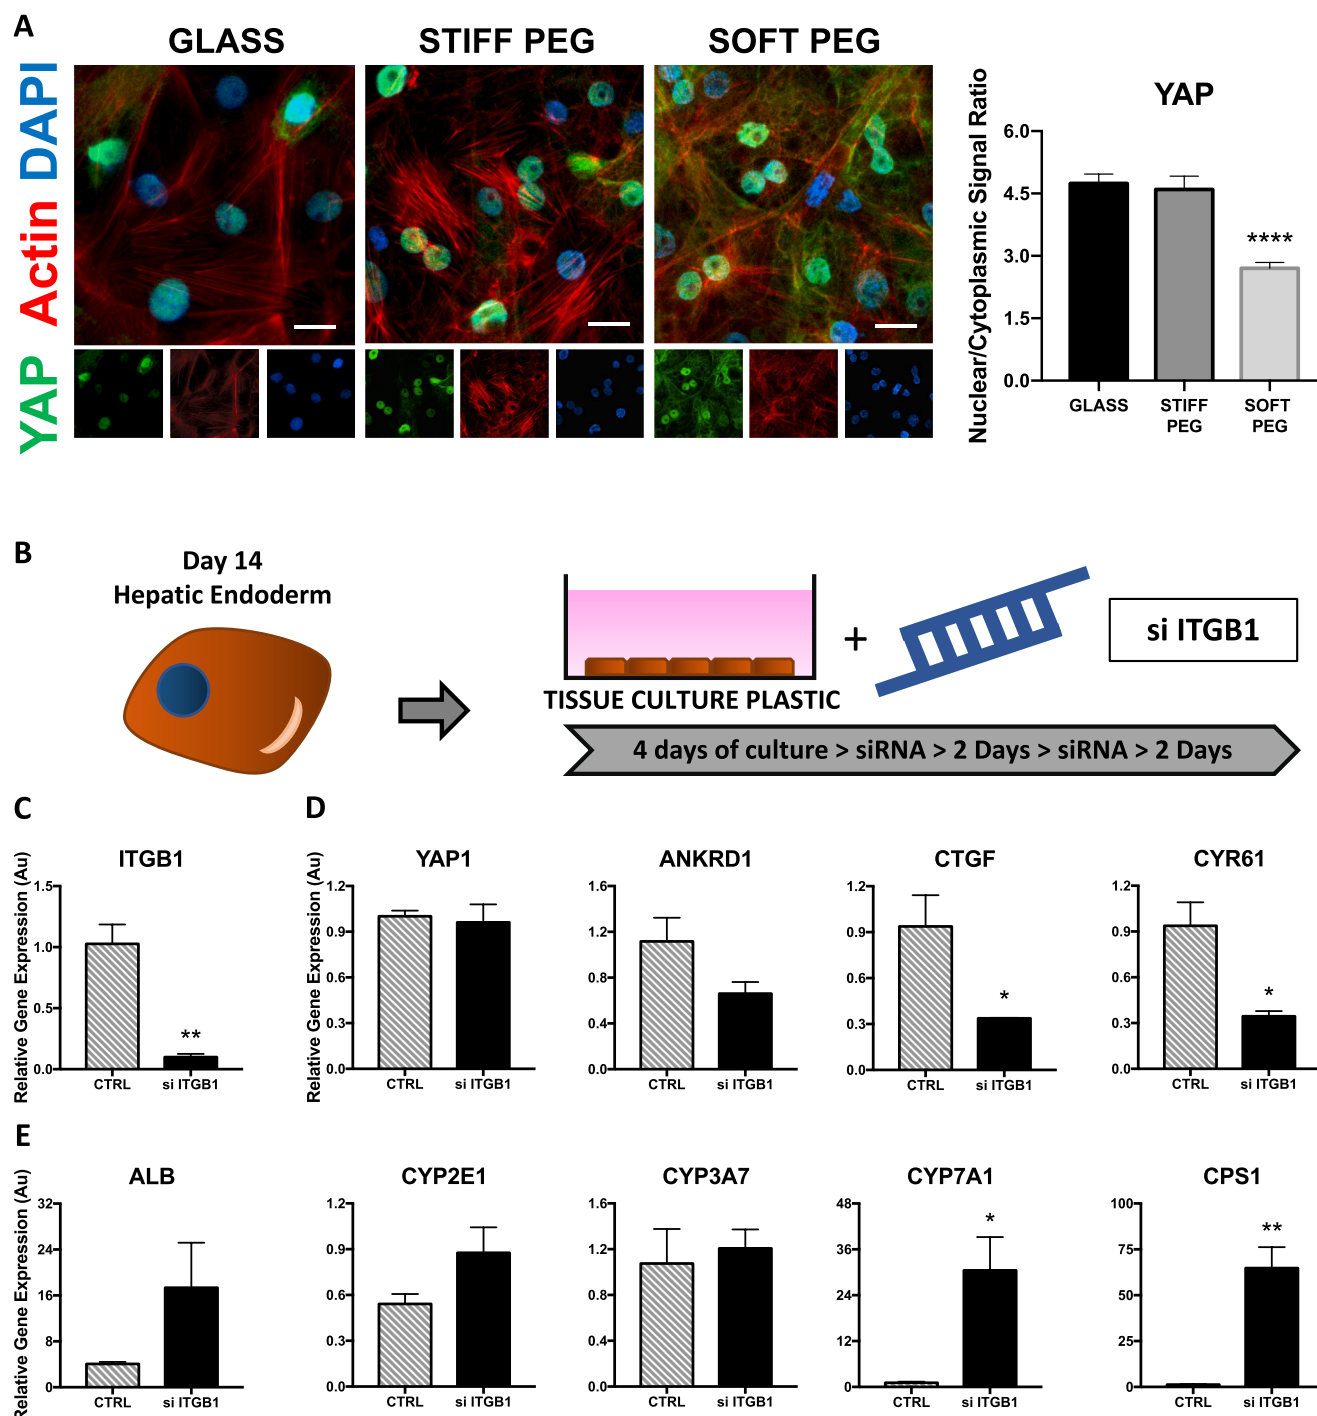 A
GLASS
STIFF PEG
SOFT PEG
YAP Actin DAPI
YAP
Nuclear/Cytoplasmic Signal Ratio
6.0
4.5
3.0
1.5
0.0
****
GLASS
STIFF
PEG
SOFT
PEG
B
Day 14
Hepatic Endoderm
+
si ITGB1
TISSUE CULTURE PLASTIC
4 days of culture > siRNA > 2 Days > siRNA > 2 Days
C
ITGB1
Relative Gene Expression (Au)
1.5
1.0
0.5
0.0
**
CTRL
si ITGB1
D
YAP1
Relative Gene Expression (Au)
1.2
0.9
0.6
0.3
0.0
CTRL
si ITGB1
ANKRD1
1.6
1.2
0.8
0.4
0.0
CTRL
si ITGB1
CTGF
1.2
0.9
0.6
0.3
0.0
*
CTRL
si ITGB1
CYR61
1.2
0.9
0.6
0.3
0.0
*
CTRL
si ITGB1
E
ALB
Relative Gene Expression (Au)
32
24
16
8
0
CTRL
si ITGB1
CYP2E1
1.2
0.9
0.6
0.3
0.0
CTRL
si ITGB1
CYP3A7
1.6
1.2
0.8
0.4
0.0
CTRL
si ITGB1
CYP7A1
48
36
24
12
0
*
CTRL
si ITGB1
CPS1
100
75
50
25
0
**
CTRL
si ITGB1